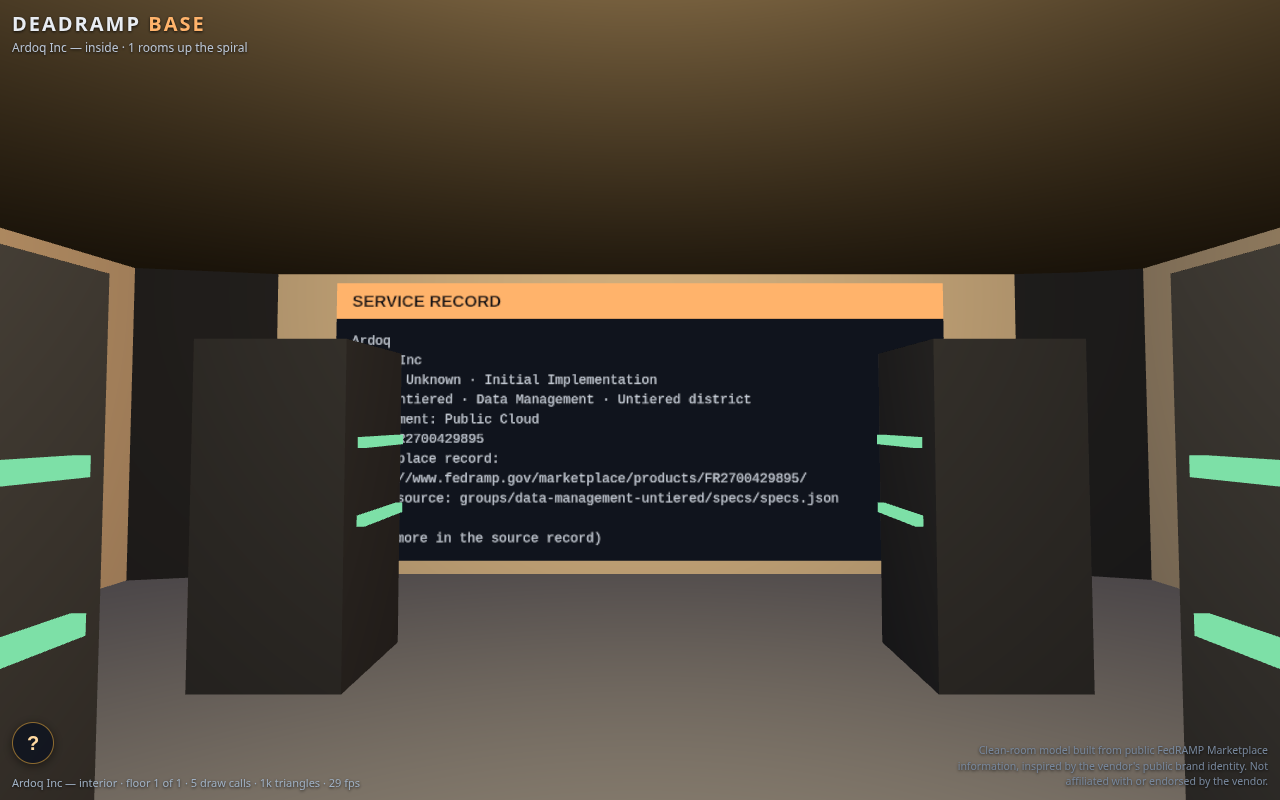 DEADRAMP BASE
Ardoq Inc — inside · 1 rooms up the spiral
SERVICE RECORD
Ardoq
Inc
Unknown · Initial Implementation
ntiered · Data Management · Untiered district
ment: Public Cloud
R2700429895
place record:
//www.fedramp.gov/marketplace/products/FR2700429895/
source: groups/data-management-untiered/specs/specs.json
more in the source record)
?
Ardoq Inc — interior · floor 1 of 1 · 5 draw calls · 1k triangles · 29 fps
Clean-room model built from public FedRAMP Marketplace
information, inspired by the vendor's public brand identity. Not
affiliated with or endorsed by the vendor.